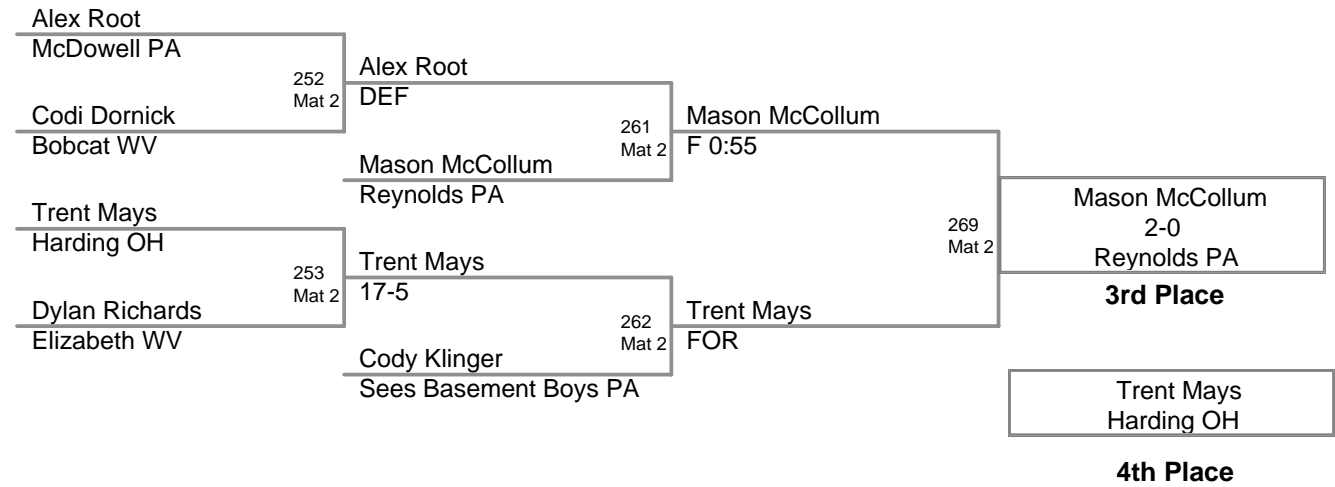 Alex Root
McDowell PA
252
Mat 2
Alex Root
DEF
Codi Dornick
Bobcat WV
261
Mat 2
Mason McCollum
F 0:55
Mason McCollum
Reynolds PA
Trent Mays
Harding OH
269
Mat 2
Mason McCollum
2-0
Reynolds PA
3rd Place
253
Mat 2
Trent Mays
17-5
Dylan Richards
Elizabeth WV
262
Mat 2
Trent Mays
FOR
Cody Klinger
Sees Basement Boys PA
Trent Mays
Harding OH
4th Place